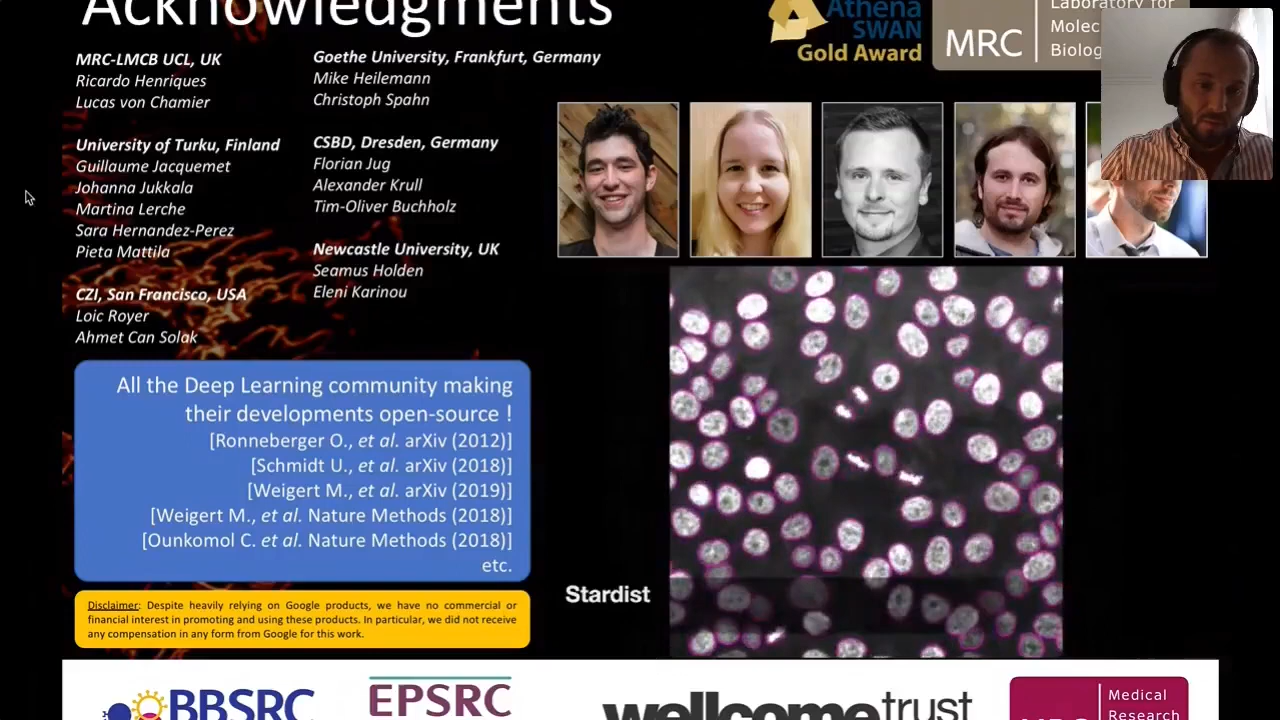 Acknowledgments
MRC-LMCB UCL, UK
Ricardo Henriques
Lucas von Chamier
University of Turku, Finland
Guillaume Jacquemet
Johanna Jukkala
Martina Lerche
Sara Hernandez-Perez
Pieta Mattila
CZI, San Francisco, USA
Loic Royer
Ahmet Can Solak
Goethe University, Frankfurt, Germany
Mike Heilemann
Christoph Spahn
CSBD, Dresden, Germany
Florian Jug
Alexander Krull
Tim-Oliver Buchholz
Newcastle University, UK
Seamus Holden
Eleni Karinou
Athena
SWAN
Gold Award
MRC
Laboratory for
Molec
Biolog
All the Deep Learning community making
their developments open-source !
[Ronneberger O., et al. arXiv (2012)]
[Schmidt U., et al. arXiv (2018)]
[Weigert M., et al. arXiv (2019)]
[Weigert M., et al. Nature Methods (2018)]
[Ounkomol C. et al. Nature Methods (2018)]
etc.
Disclaimer: Despite heavily relying on Google products, we have no commercial or
financial interest in promoting and using these products. In particular, we did not receive
any compensation in any form from Google for this work.
Stardist
BBSRC
EPSRC
wellcometrust
MRC
Medical
Research